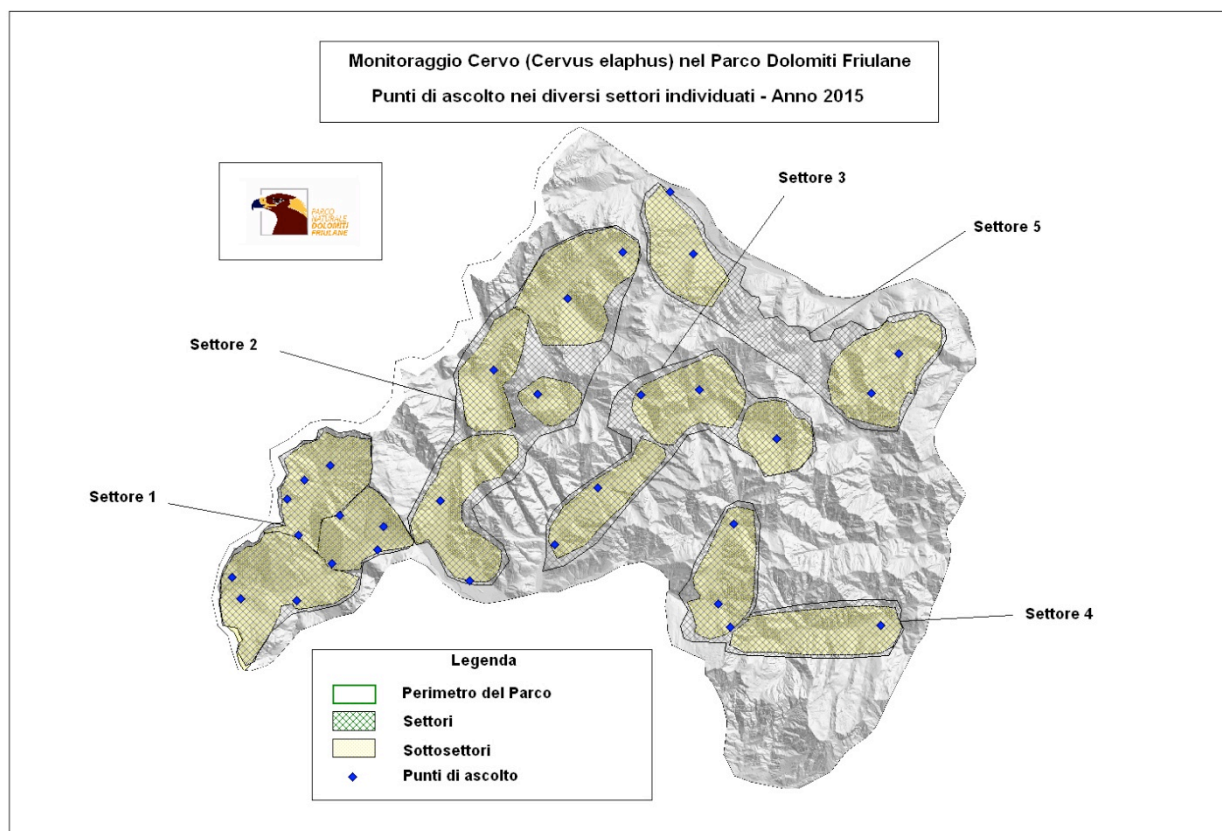 Monitoraggio Cervo (Cervus elaphus) nel Parco Dolomiti Friulane
Punti di ascolto nei diversi settori individuati - Anno 2015
PARCO
NATURALE
DOLOMITI
FRIULANE
Settore 3
Settore 5
Settore 2
Settore 1
Settore 4
Legenda
Perimetro del Parco
Settori
Sottosettori
Punti di ascolto